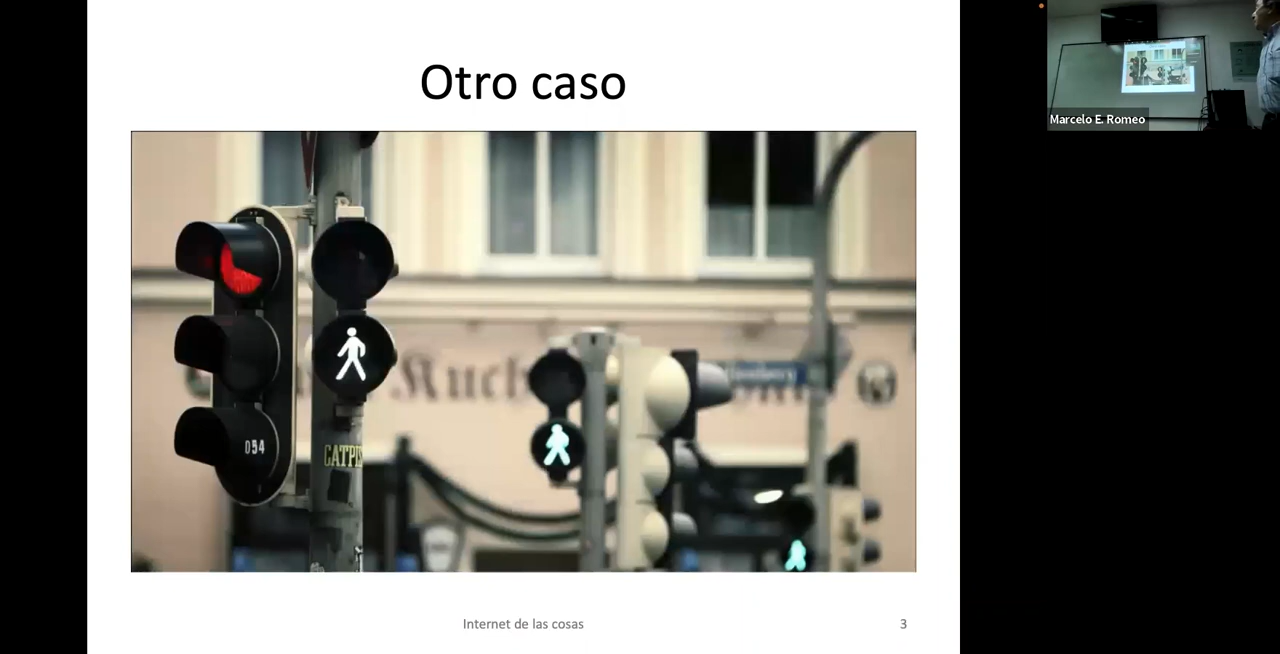 Otro caso
Marcelo E. Romeo
054
Internet de las cosas
3